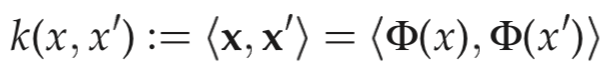 k(x, x′) := ⟨𝐱, 𝐱′⟩ = ⟨Φ(x), Φ(x′)⟩